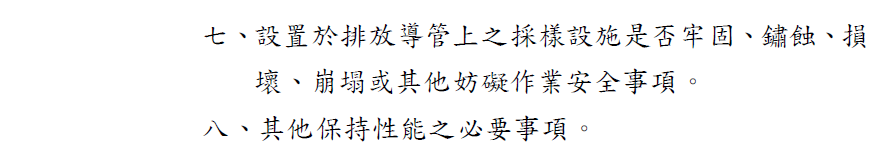 七、設置於排放導管上之採樣設施是否牢固、鏽蝕、損
壞、崩塌或其他妨礙作業安全事項。
八、其他保持性能之必要事項。